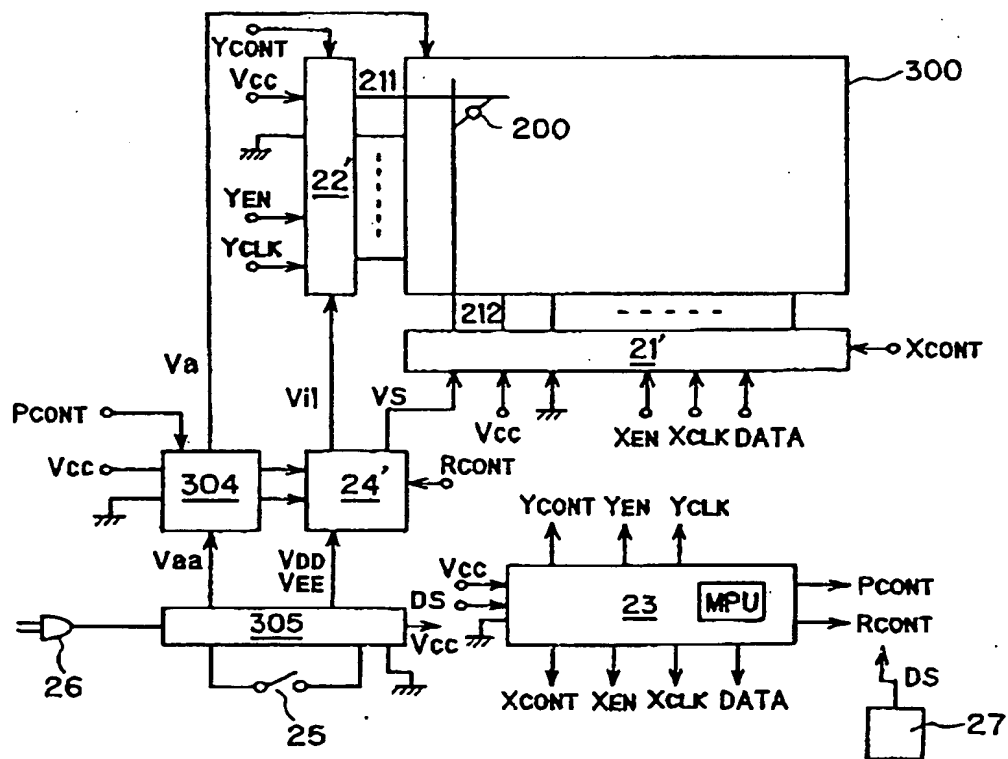 YCONT
Vcc
211
300
200
22'
YEN
YCLK
212
21'
XCONT
Va
Vil
VS
PCONT
Vcc
XEN XCLK DATA
Vcc
304
24'
RCONT
YCONT YEN YCLK
Vaa
VDD
VEE
Vcc
DS
23
MPU
PCONT
RCONT
305
Vcc
26
25
XCONT XEN XCLK DATA
DS
27